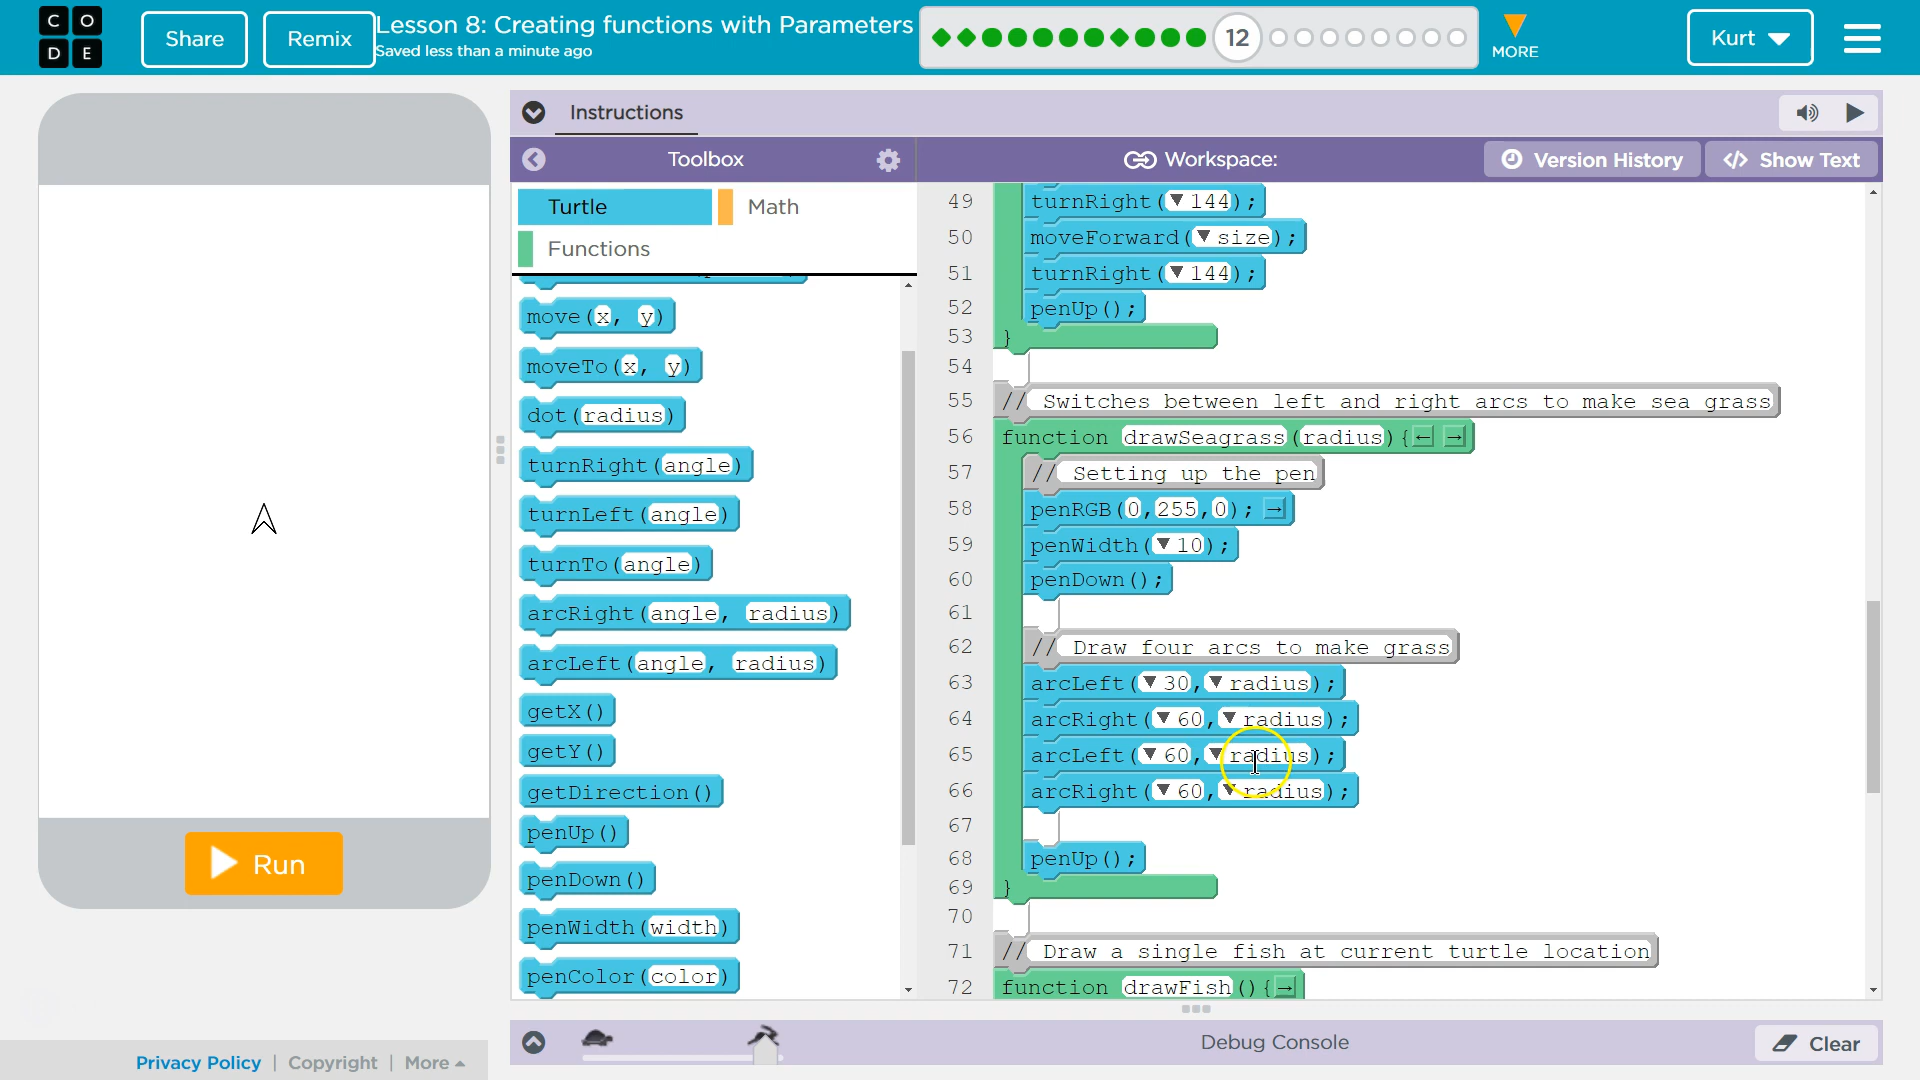 C O
D E
Share
Remix
Lesson 8: Creating functions with Parameters
Saved less than a minute ago
12
MORE
Kurt
Instructions
Toolbox
Workspace:
Version History
</> Show Text
Turtle
Math
Functions
move(x, y)
moveTo(x, y)
dot(radius)
turnRight(angle)
turnLeft(angle)
turnTo(angle)
arcRight(angle, radius)
arcLeft(angle, radius)
getX()
getY()
getDirection()
penUp()
penDown()
penWidth(width)
penColor(color)
49 turnRight(▼ 144);
50 moveForward(▼ size);
51 turnRight(▼ 144);
52 penUp();
53 }
54
55 // Switches between left and right arcs to make sea grass
56 function drawSeagrass(radius){ ← →
57 // Setting up the pen
58 penRGB(0,255,0); →
59 penWidth(▼ 10);
60 penDown();
61
62 // Draw four arcs to make grass
63 arcLeft(▼ 30,▼ radius);
64 arcRight(▼ 60,▼ radius);
65 arcLeft(▼ 60,▼ radius);
66 arcRight(▼ 60,▼ radius);
67
68 penUp();
69 }
70
71 // Draw a single fish at current turtle location
72 function drawFish(){ →
Run
Debug Console
Clear
Privacy Policy | Copyright | More